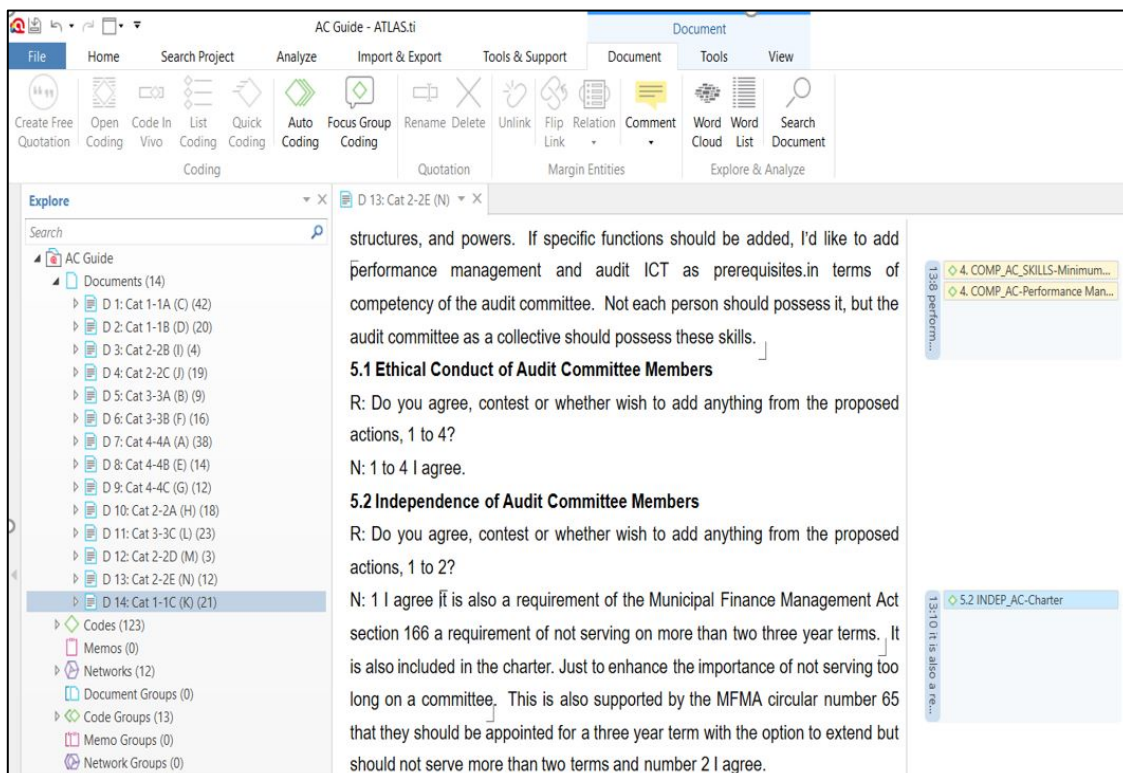 AC Guide - ATLAS.ti
Document
File
Home
Search Project
Analyze
Import & Export
Tools & Support
Document
Tools
View
Create Free Quotation
Open Coding
Code In Vivo
List Coding
Quick Coding
Auto Coding
Focus Group Coding
Rename
Delete
Unlink
Flip Link
Relation
Comment
Word Cloud
Word List
Search Document
Coding
Quotation
Margin Entities
Explore & Analyze
Explore
Search
AC Guide
Documents (14)
D 1: Cat 1-1A (C) (42)
D 2: Cat 1-1B (D) (20)
D 3: Cat 2-2B (I) (4)
D 4: Cat 2-2C (J) (19)
D 5: Cat 3-3A (B) (9)
D 6: Cat 3-3B (F) (16)
D 7: Cat 4-4A (A) (38)
D 8: Cat 4-4B (E) (14)
D 9: Cat 4-4C (G) (12)
D 10: Cat 2-2A (H) (18)
D 11: Cat 3-3C (L) (23)
D 12: Cat 2-2D (M) (3)
D 13: Cat 2-2E (N) (12)
D 14: Cat 1-1C (K) (21)
Codes (123)
Memos (0)
Networks (12)
Document Groups (0)
Code Groups (13)
Memo Groups (0)
Network Groups (0)
D 13: Cat 2-2E (N)
structures, and powers. If specific functions should be added, I'd like to add
performance management and audit ICT as prerequisites.in terms of
competency of the audit committee. Not each person should possess it, but the
audit committee as a collective should possess these skills.
5.1 Ethical Conduct of Audit Committee Members
R: Do you agree, contest or whether wish to add anything from the proposed
actions, 1 to 4?
N: 1 to 4 I agree.
5.2 Independence of Audit Committee Members
R: Do you agree, contest or whether wish to add anything from the proposed
actions, 1 to 2?
N: 1 I agree it is also a requirement of the Municipal Finance Management Act
section 166 a requirement of not serving on more than two three year terms. It
is also included in the charter. Just to enhance the importance of not serving too
long on a committee. This is also supported by the MFMA circular number 65
that they should be appointed for a three year term with the option to extend but
should not serve more than two terms and number 2 I agree.
13:8 perform...
4. COMP_AC_SKILLS-Minimum...
4. COMP_AC-Performance Man...
13:10 it is also a re...
5.2 INDEP_AC-Charter